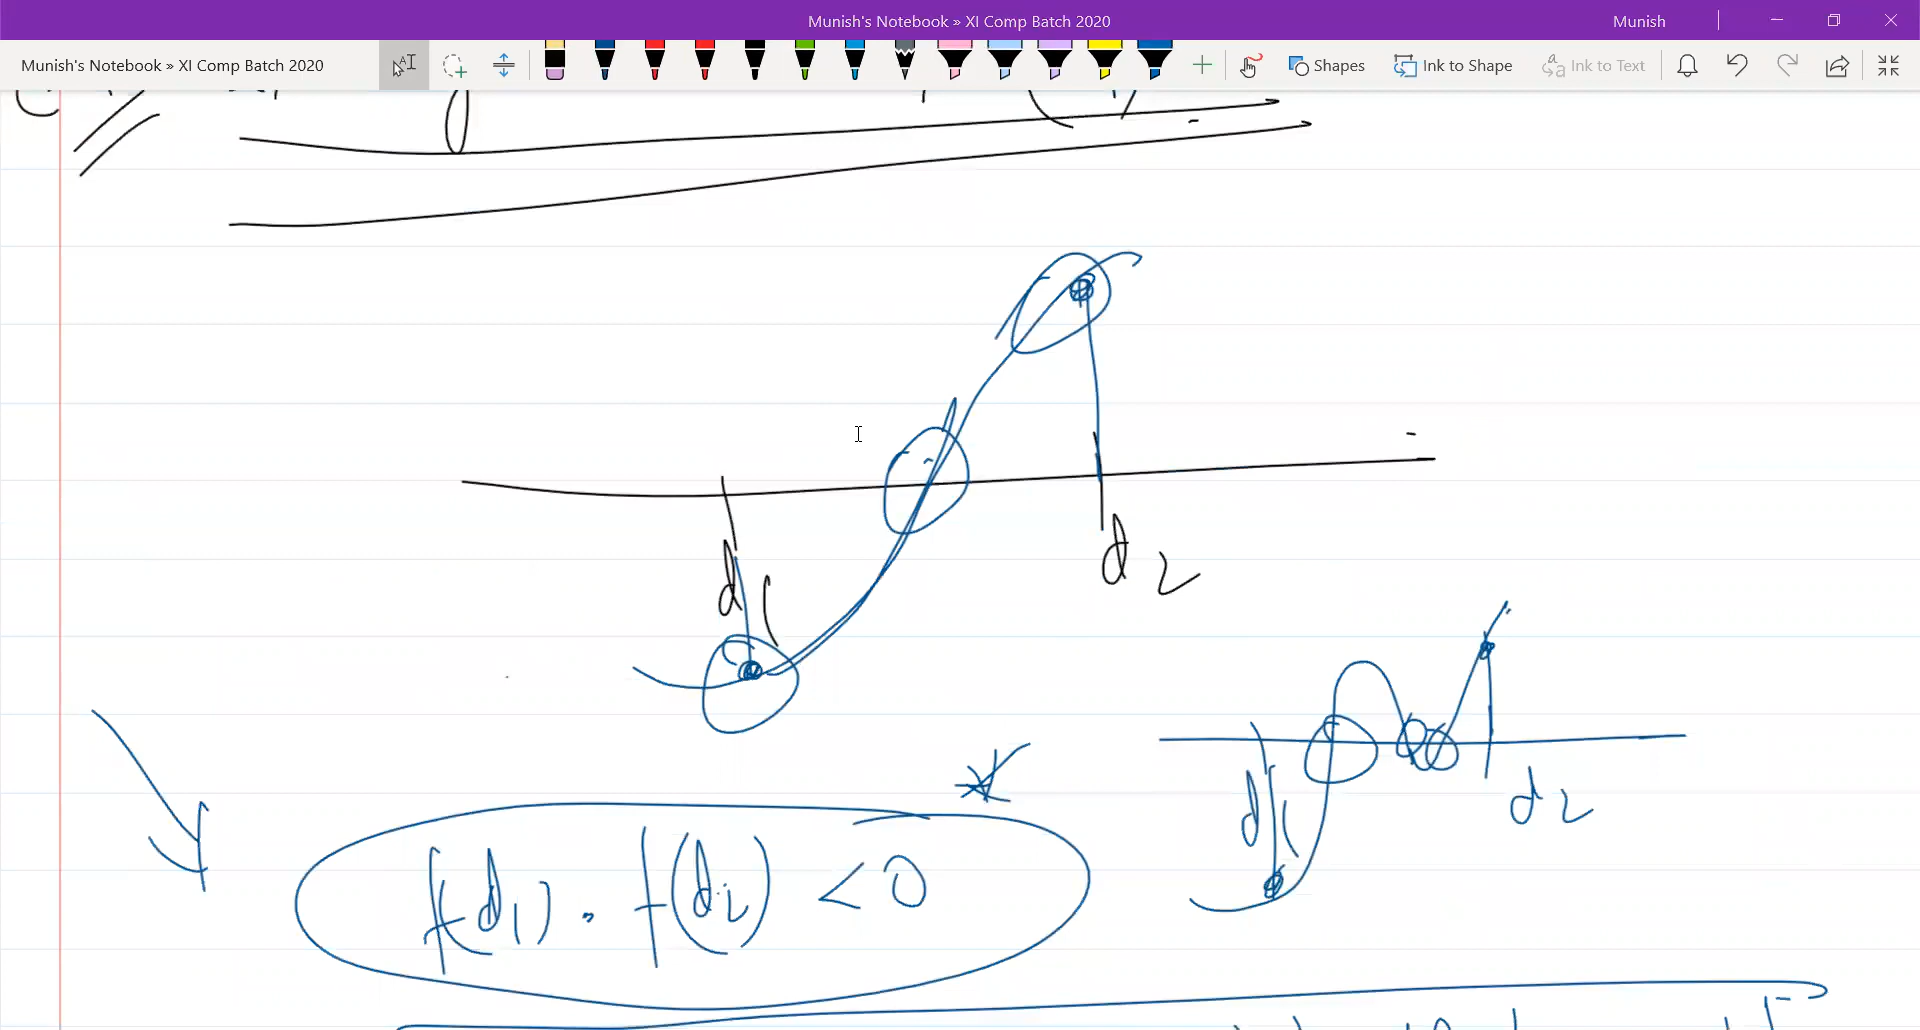 Munish's Notebook » XI Comp Batch 2020
Munish
Munish's Notebook » XI Comp Batch 2020
Shapes
Ink to Shape
Ink to Text
d1
d2
d1
d2
f(d1) . f(d2) < 0